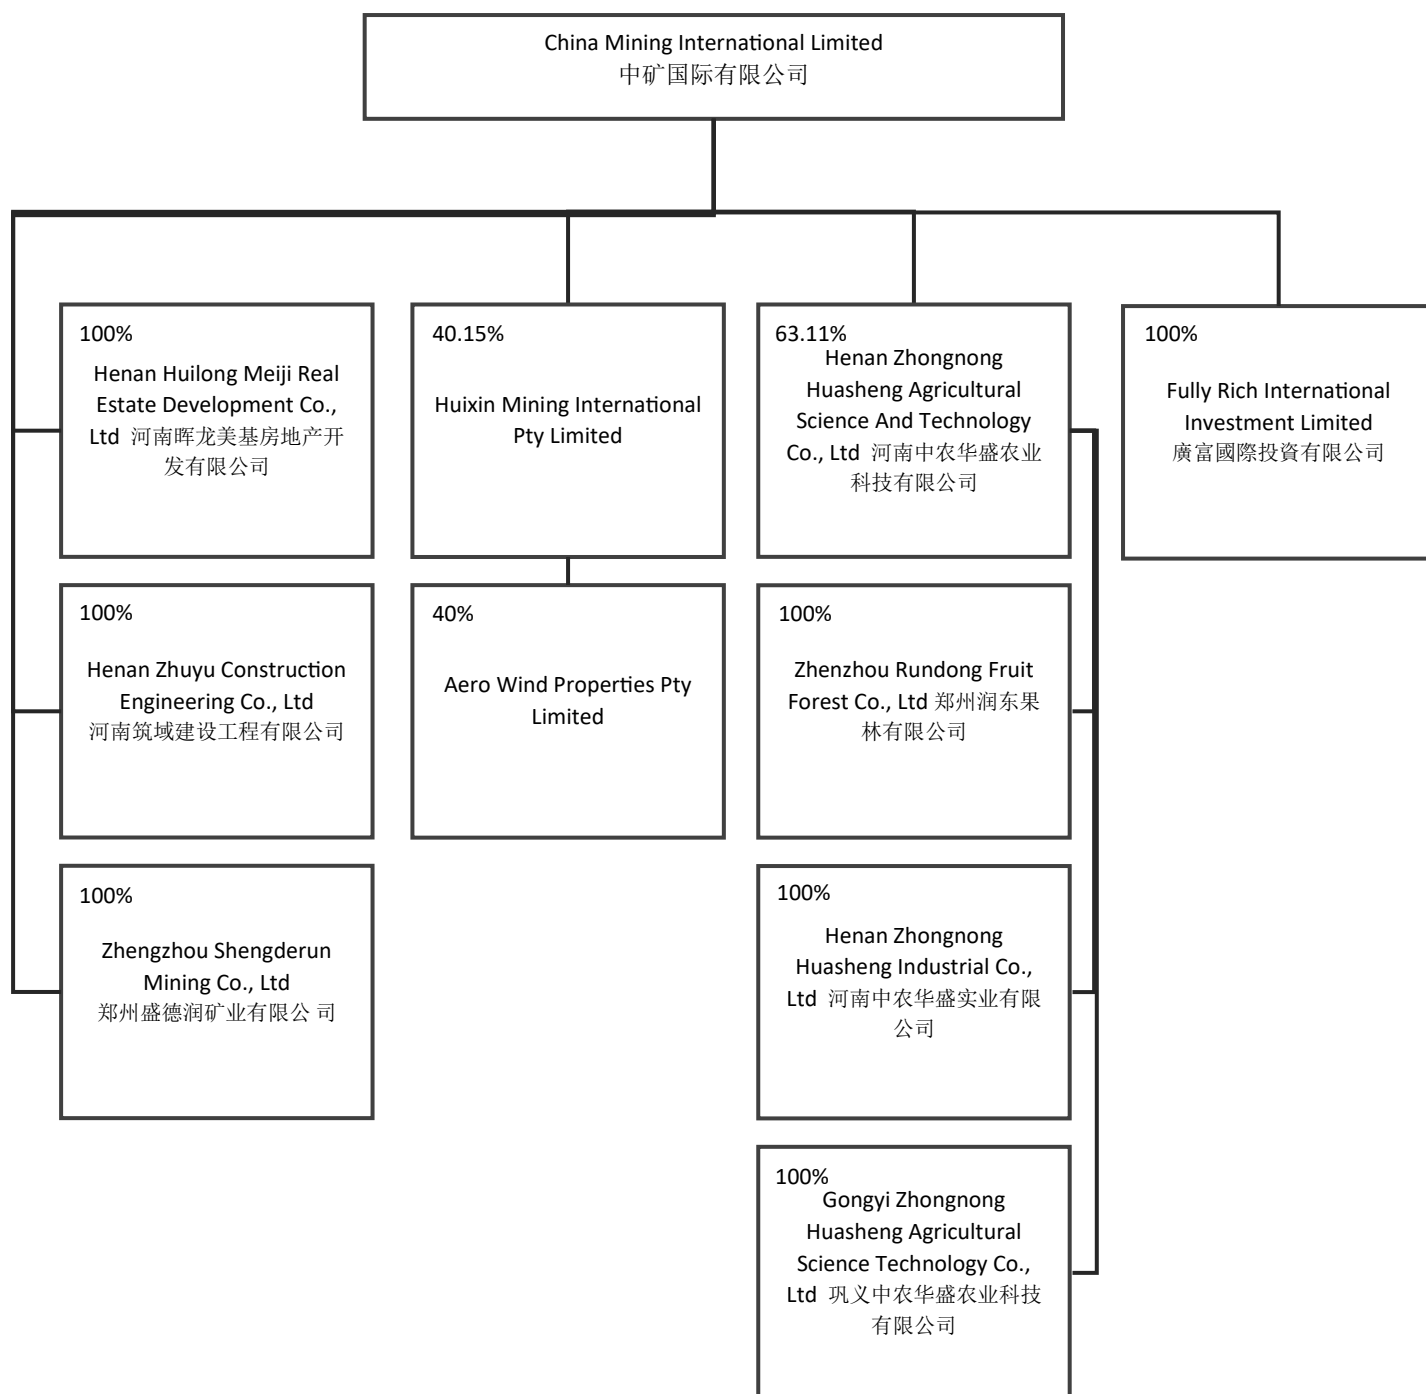 China Mining International Limited
中矿国际有限公司
100%
Henan Huilong Meiji Real
Estate Development Co.,
Ltd 河南晖龙美基房地产开
发有限公司
40.15%
Huixin Mining International
Pty Limited
63.11%
Henan Zhongnong
Huasheng Agricultural
Science And Technology
Co., Ltd 河南中农华盛农业
科技有限公司
100%
Fully Rich International
Investment Limited
廣富國際投資有限公司
100%
Henan Zhuyu Construction
Engineering Co., Ltd
河南筑域建设工程有限公司
40%
Aero Wind Properties Pty
Limited
100%
Zhenzhou Rundong Fruit
Forest Co., Ltd 郑州润东果
林有限公司
100%
Zhengzhou Shengderun
Mining Co., Ltd
郑州盛德润矿业有限公 司
100%
Henan Zhongnong
Huasheng Industrial Co.,
Ltd 河南中农华盛实业有限
公司
100%
Gongyi Zhongnong
Huasheng Agricultural
Science Technology Co.,
Ltd 巩义中农华盛农业科技
有限公司